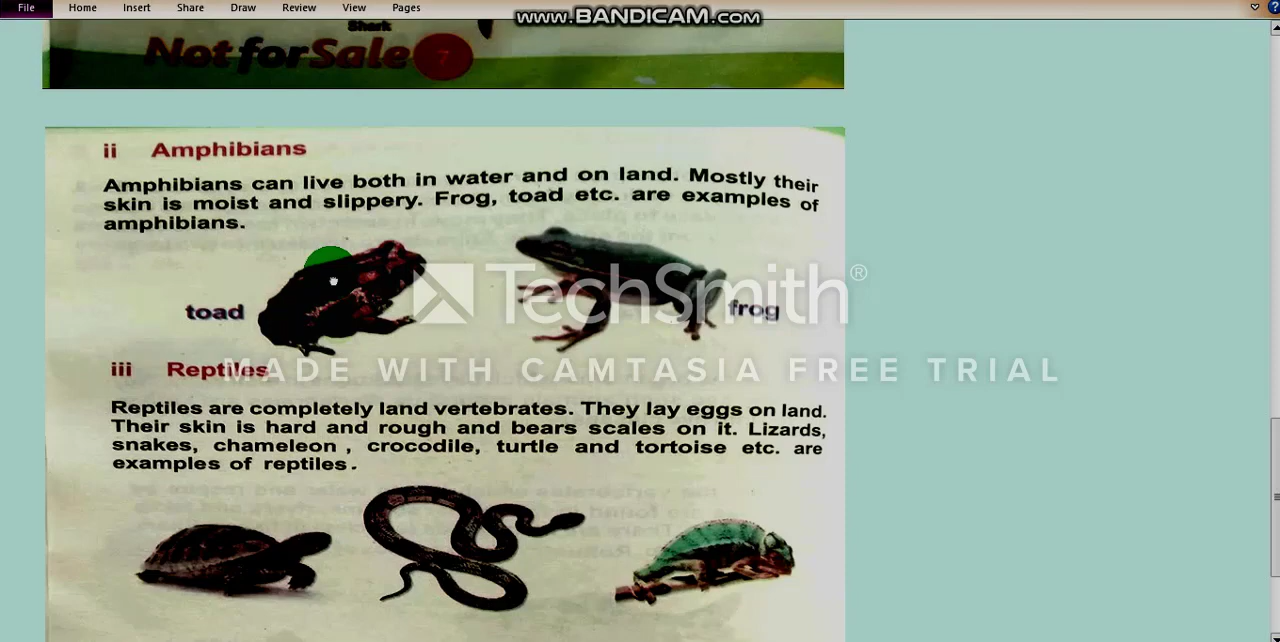 File Home Insert Share Draw Review View Pages
www.BANDICAM.com
Shark
Not for Sale 7
ii Amphibians
Amphibians can live both in water and on land. Mostly their
skin is moist and slippery. Frog, toad etc. are examples of
amphibians.
TechSmith®
toad
frog
MADE WITH CAMTASIA FREE TRIAL
iii Reptiles
Reptiles are completely land vertebrates. They lay eggs on land.
Their skin is hard and rough and bears scales on it. Lizards,
snakes, chameleon , crocodile, turtle and tortoise etc. are
examples of reptiles.